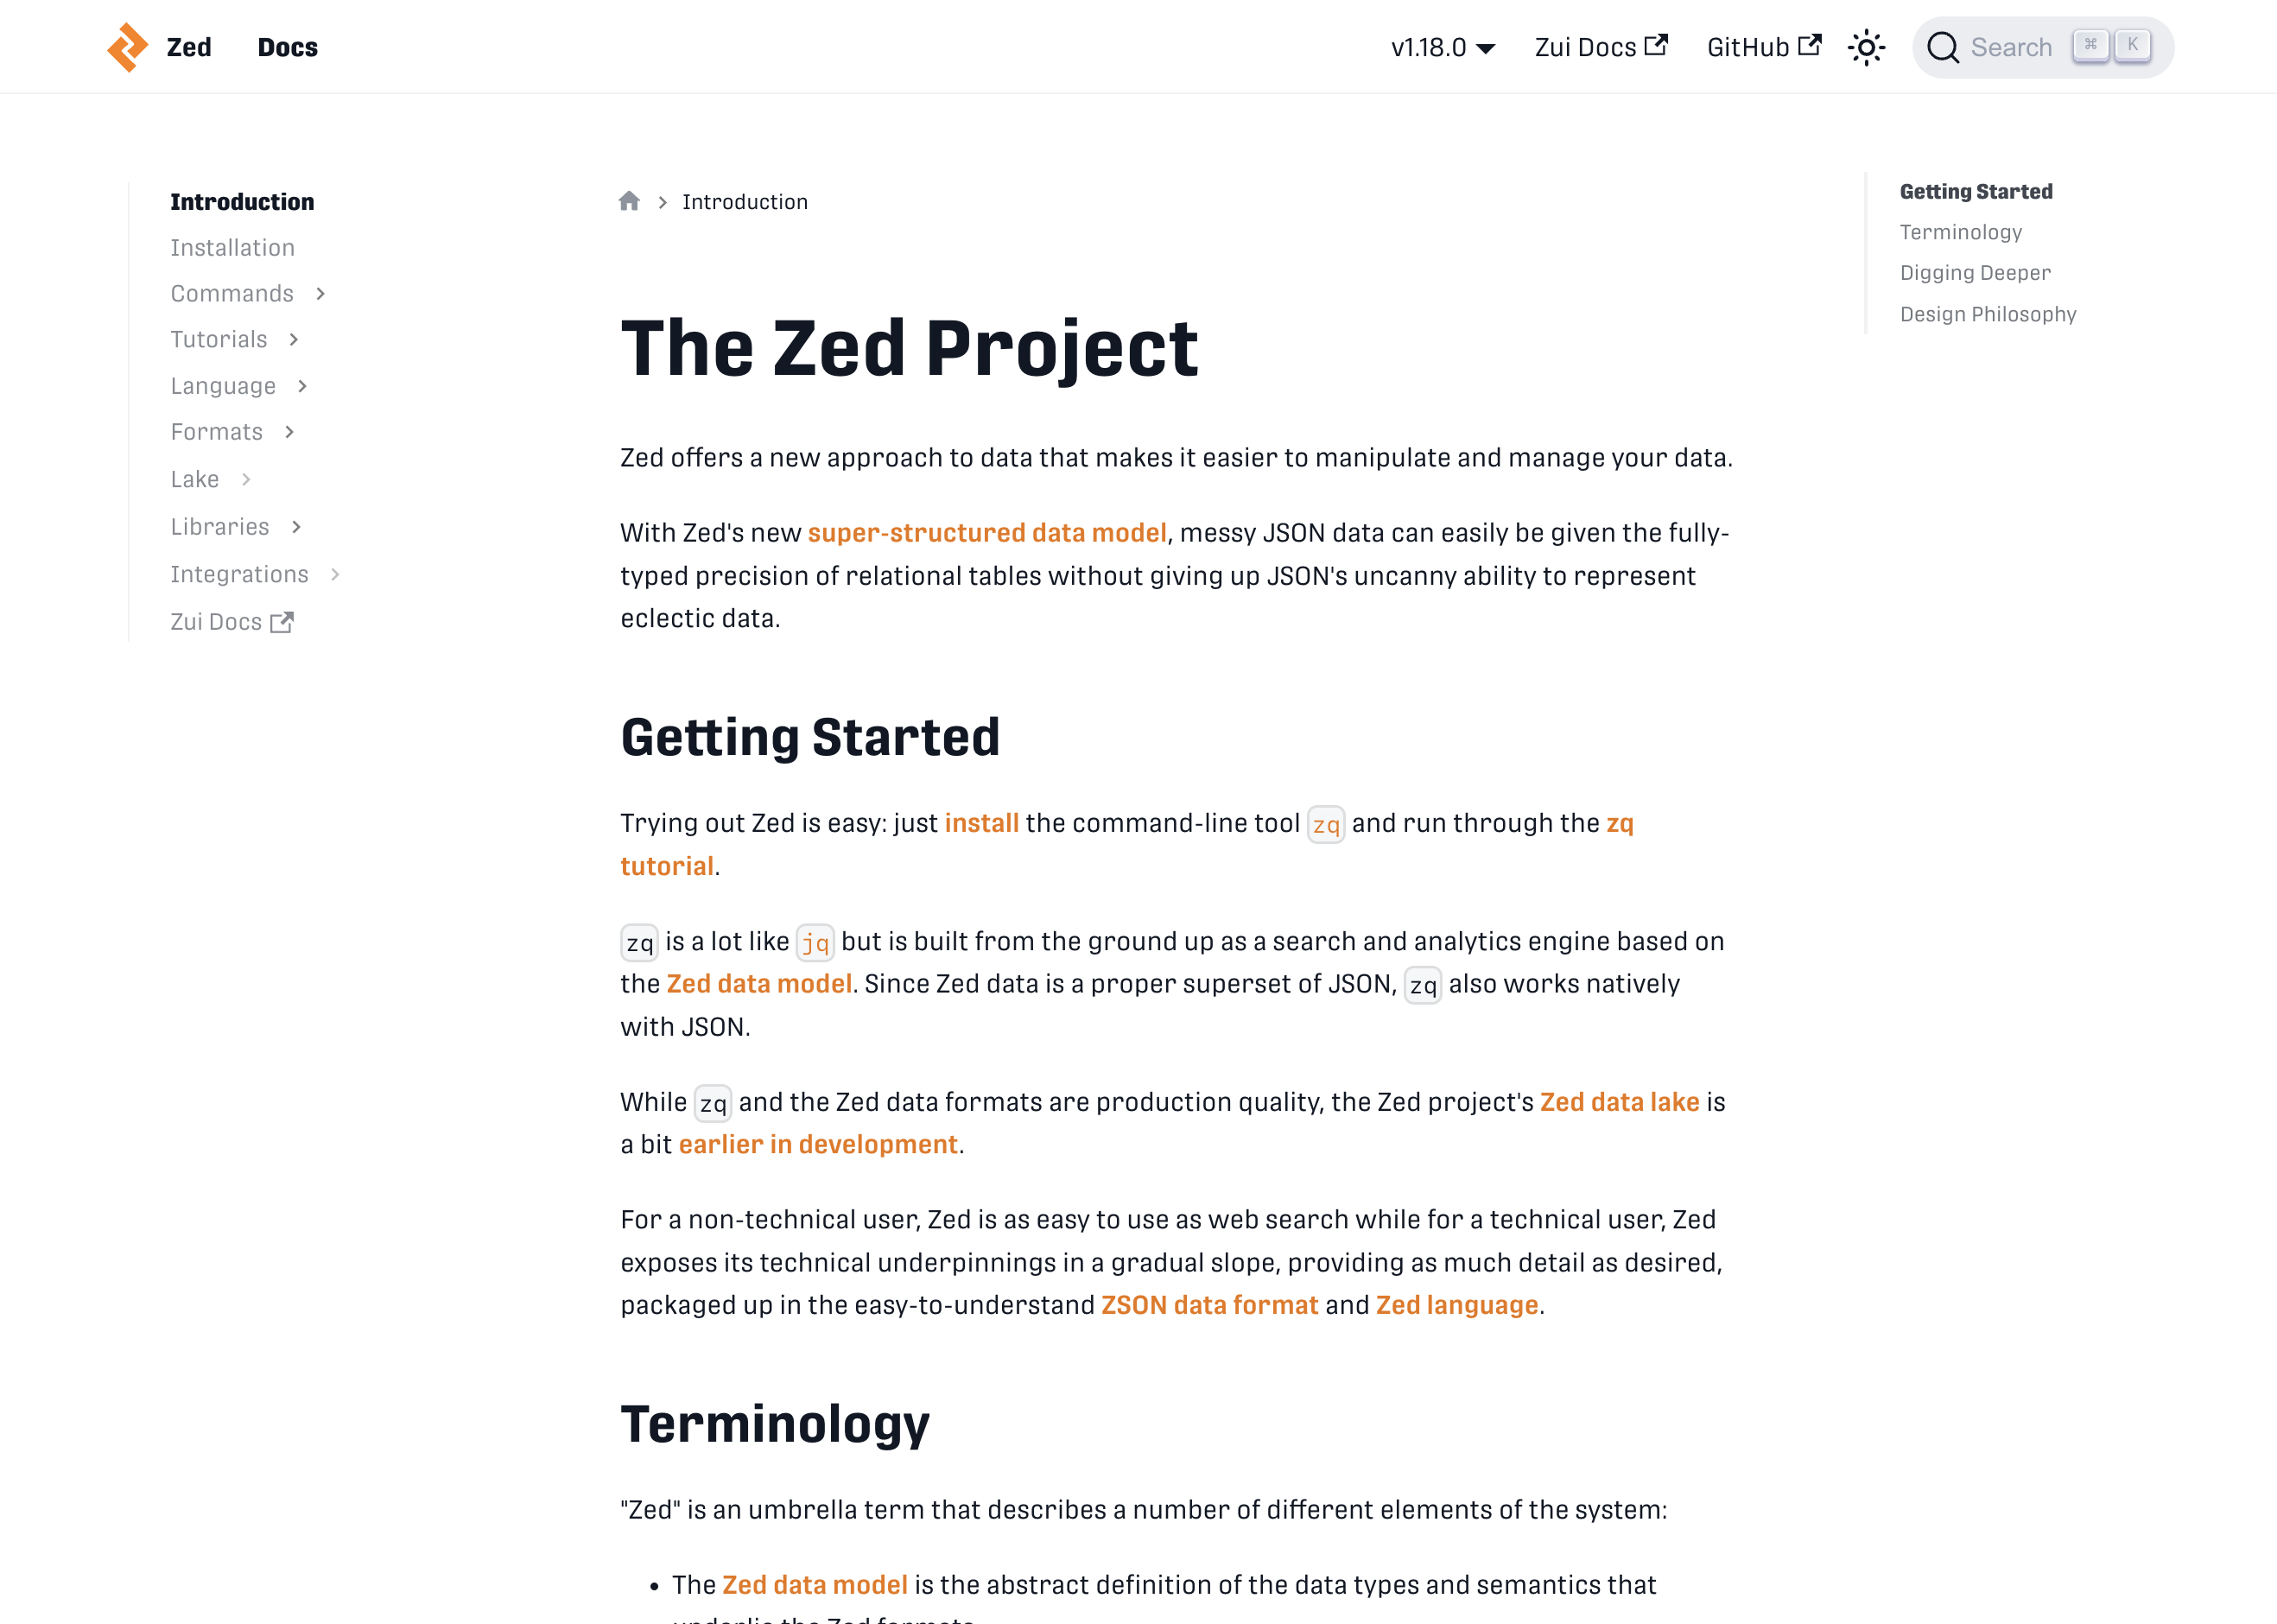 Zed Docs v1.18.0 Zui Docs GitHub Search ⌘ K
Introduction
Installation
Commands
Tutorials
Language
Formats
Lake
Libraries
Integrations
Zui Docs
Introduction
The Zed Project
Zed offers a new approach to data that makes it easier to manipulate and manage your data.
With Zed's new super-structured data model, messy JSON data can easily be given the fully-
typed precision of relational tables without giving up JSON's uncanny ability to represent
eclectic data.
Getting Started
Trying out Zed is easy: just install the command-line tool zq and run through the zq
tutorial.
zq is a lot like jq but is built from the ground up as a search and analytics engine based on
the Zed data model. Since Zed data is a proper superset of JSON, zq also works natively
with JSON.
While zq and the Zed data formats are production quality, the Zed project's Zed data lake is
a bit earlier in development.
For a non-technical user, Zed is as easy to use as web search while for a technical user, Zed
exposes its technical underpinnings in a gradual slope, providing as much detail as desired,
packaged up in the easy-to-understand ZSON data format and Zed language.
Terminology
"Zed" is an umbrella term that describes a number of different elements of the system:
• The Zed data model is the abstract definition of the data types and semantics that
underlie the Zed formats.
Getting Started
Terminology
Digging Deeper
Design Philosophy